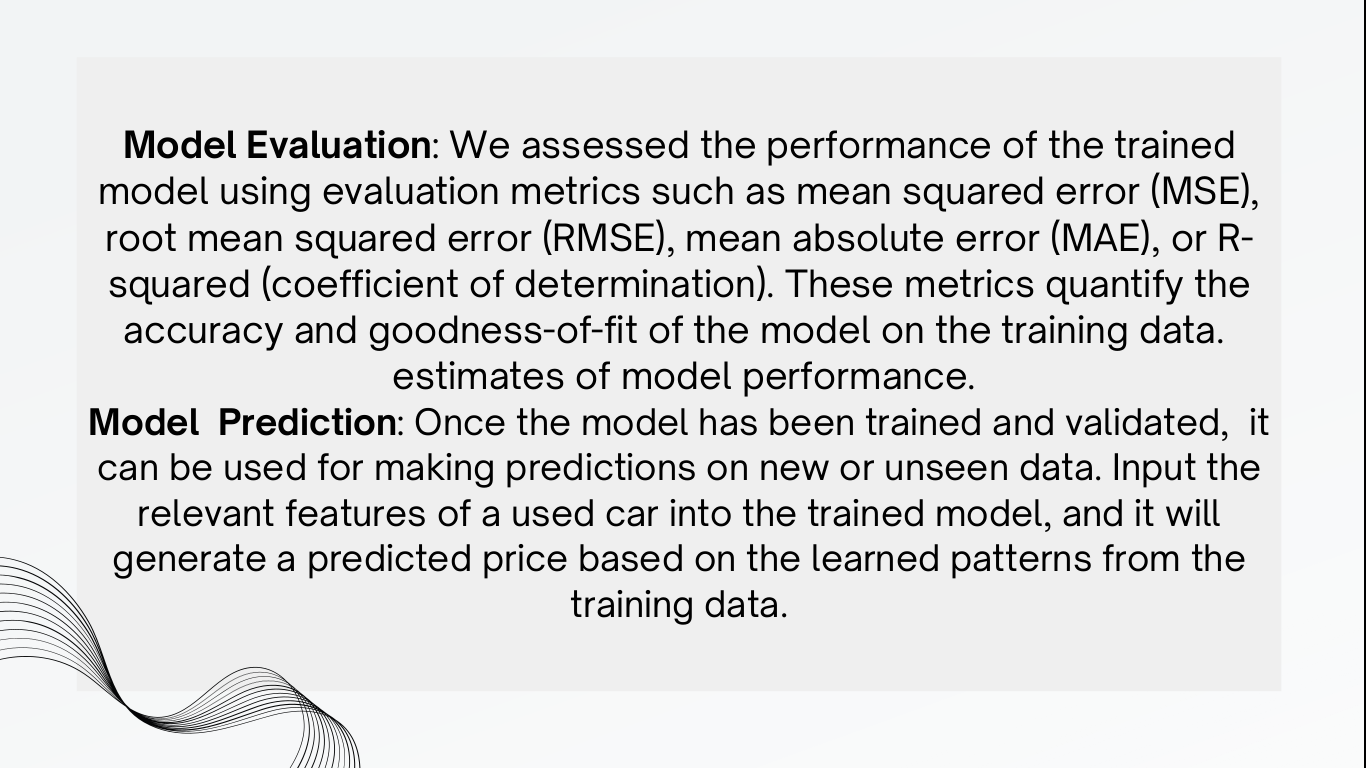 Model Evaluation: We assessed the performance of the trained
model using evaluation metrics such as mean squared error (MSE),
root mean squared error (RMSE), mean absolute error (MAE), or R-
squared (coefficient of determination). These metrics quantify the
accuracy and goodness-of-fit of the model on the training data.
estimates of model performance.
Model  Prediction: Once the model has been trained and validated,  it
can be used for making predictions on new or unseen data. Input the
relevant features of a used car into the trained model, and it will
generate a predicted price based on the learned patterns from the
training data.